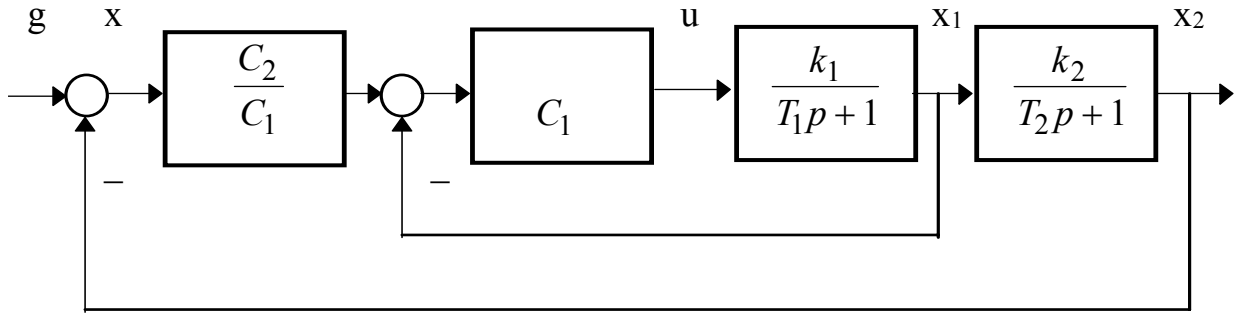 g x u x₁ x₂
C₂/C₁
C₁
k₁/(T₁p + 1)
k₂/(T₂p + 1)
– –